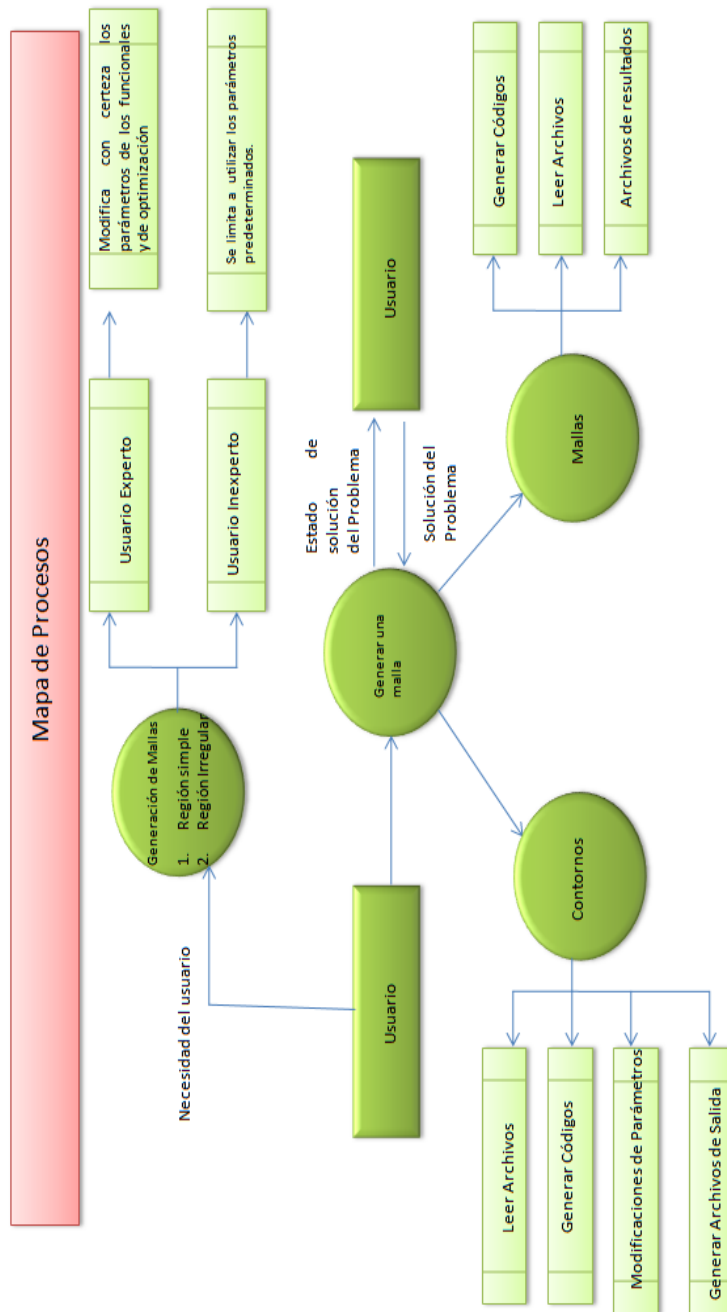 Mapa de Procesos
Necesidad del usuario
Generación de Mallas
1. Región simple
2. Región Irregular
Usuario Experto
Modifica con certeza los
parámetros de los funcionales
y de optimización
Usuario Inexperto
Se limita a utilizar los parámetros
predeterminados.
Usuario
Generar una
malla
Estado de
solución
del Problema
Solución del
Problema
Usuario
Contornos
Leer Archivos
Generar Códigos
Modificaciones de Parámetros
Generar Archivos de Salida
Mallas
Generar Códigos
Leer Archivos
Archivos de resultados